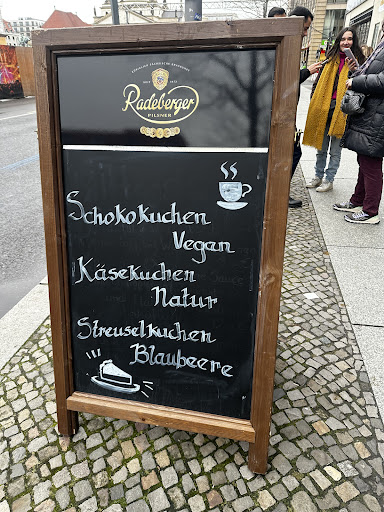 Radeberger
PILSNER
Schokokuchen
Vegan
Käsekuchen
Natur
Streuselkuchen
Blaubeere